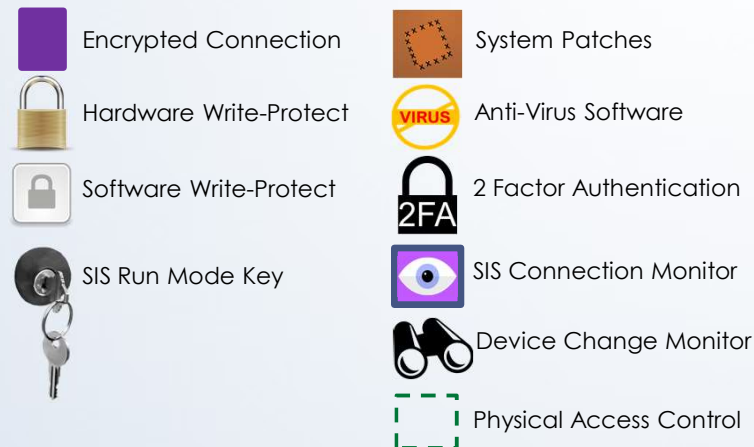 Encrypted Connection
Hardware Write-Protect
Software Write-Protect
SIS Run Mode Key
System Patches
VIRUS
Anti-Virus Software
2FA
2 Factor Authentication
SIS Connection Monitor
Device Change Monitor
Physical Access Control